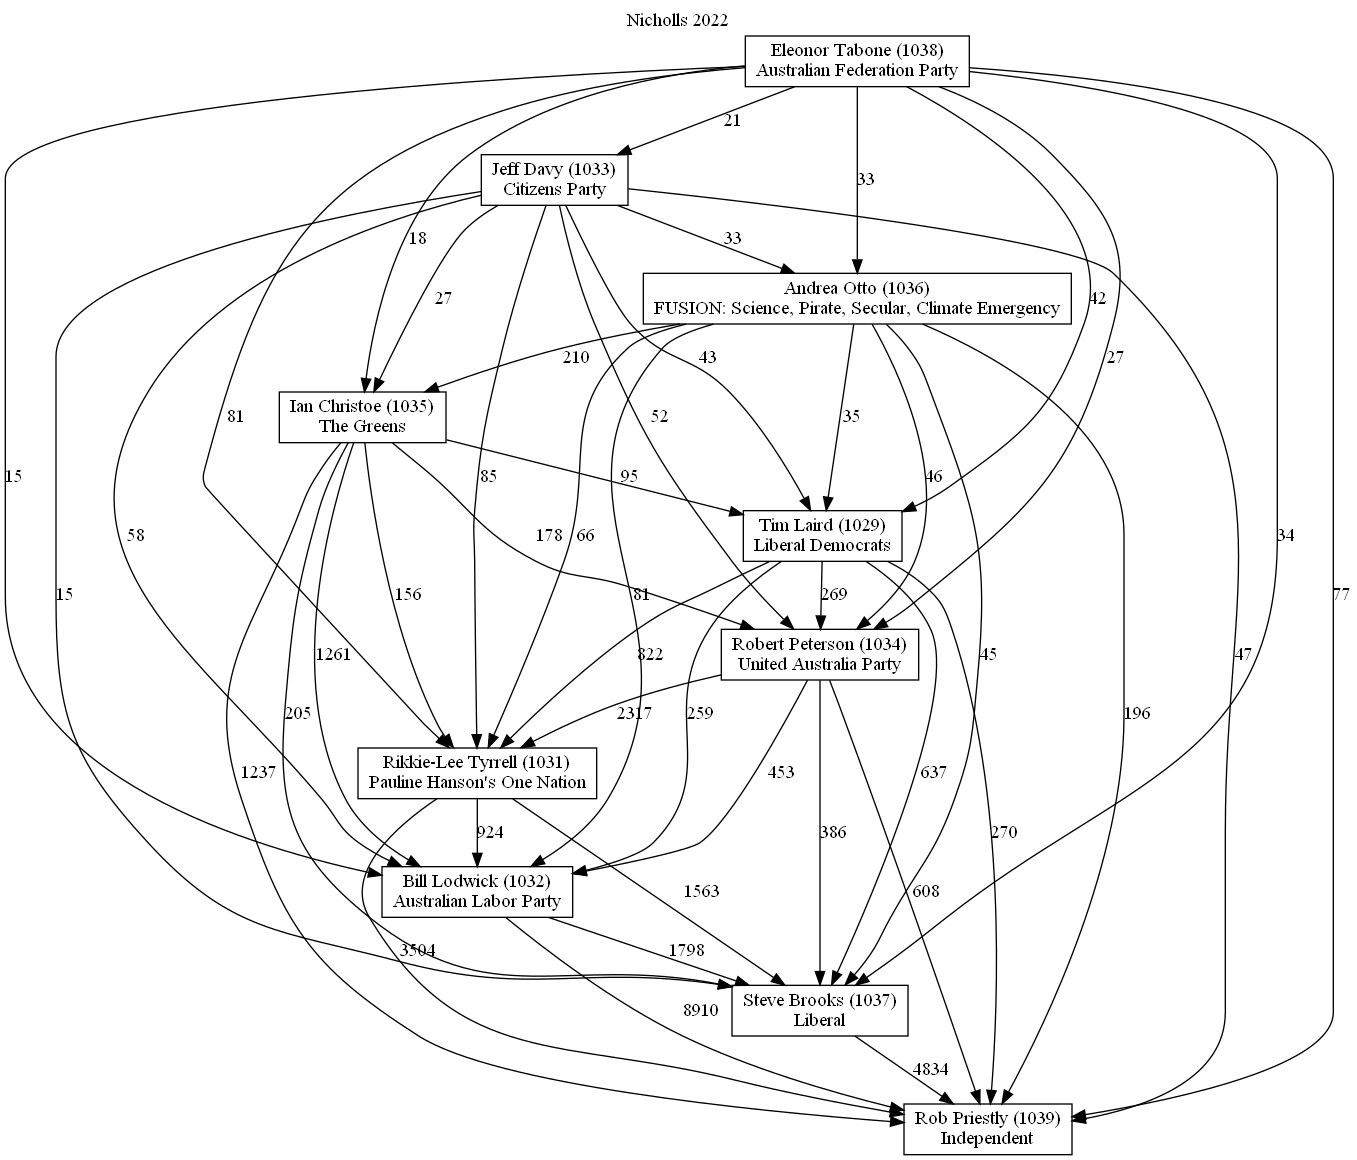 Nicholls 2022
Eleonor Tabone (1038)
Australian Federation Party
21
Jeff Davy (1033)
Citizens Party
33
18
33
27
Andrea Otto (1036)
FUSION: Science, Pirate, Secular, Climate Emergency
42
210
43
27
Ian Christoe (1035)
The Greens
81
52
35
15
85
95
46
Tim Laird (1029)
Liberal Democrats
58
178
66
34
15
156
81
269
77
Robert Peterson (1034)
United Australia Party
1261
822
45
47
205
2317
259
196
Rikkie-Lee Tyrrell (1031)
Pauline Hanson's One Nation
1237
453
637
924
386
270
Bill Lodwick (1032)
Australian Labor Party
1563
608
3504
1798
Steve Brooks (1037)
Liberal
8910
4834
Rob Priestly (1039)
Independent